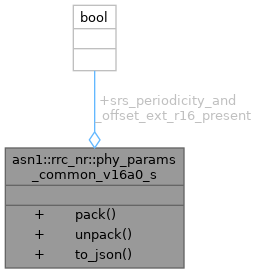 bool
+srs_periodicity_and
_offset_ext_r16_present
asn1::rrc_nr::phy_params
_common_v16a0_s
+ pack()
+ unpack()
+ to_json()